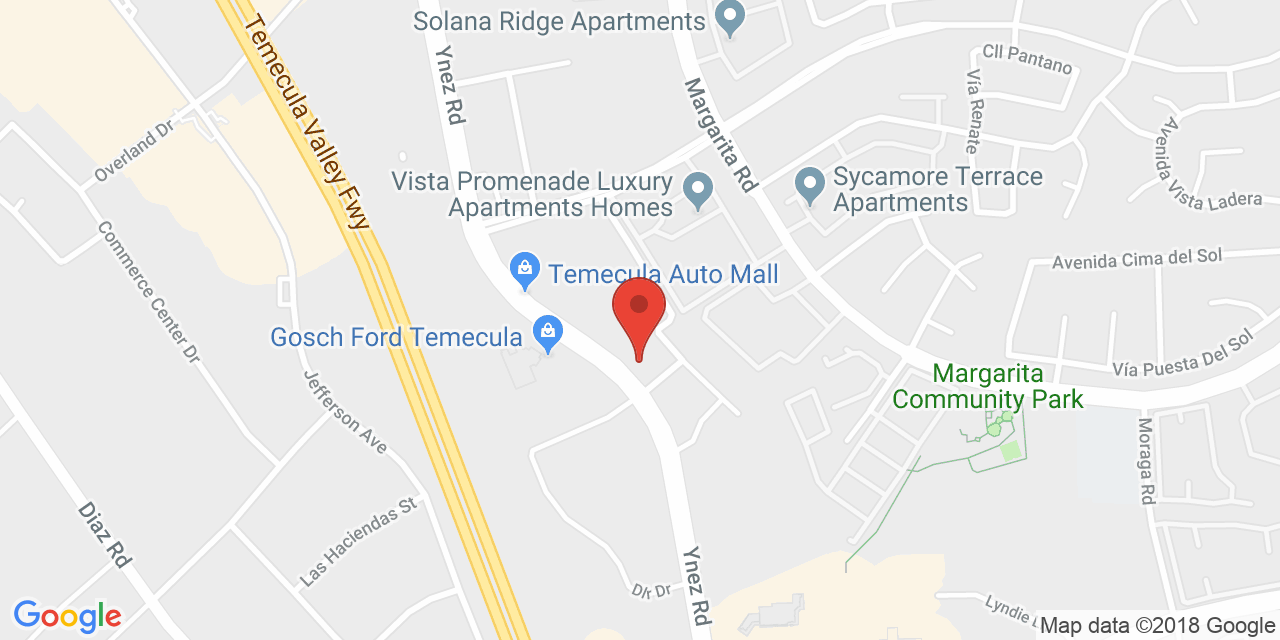 Solana Ridge Apartments
Temecula Valley Fwy
Ynez Rd
Margarita Rd
Cll Pantano
Vía Renate
Avenida Vista Ladera
Overland Dr
Vista Promenade Luxury
Apartments Homes
Sycamore Terrace
Apartments
Commerce Center Dr
Temecula Auto Mall
Avenida Cima del Sol
Gosch Ford Temecula
Vía Puesta Del Sol
Jefferson Ave
Margarita
Community Park
Moraga Rd
Diaz Rd
Las Haciendas St
Ynez Rd
Dlr Dr
Lyndie L
Google
Map data ©2018 Google